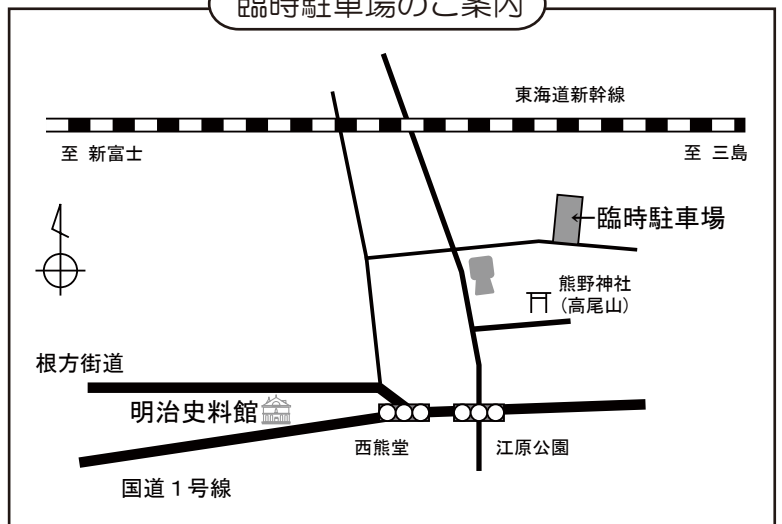 臨時駐車場のご案内
東海道新幹線
至 新富士
至 三島
←臨時駐車場
熊野神社
(高尾山)
根方街道
明治史料館
西熊堂
江原公園
国道1号線